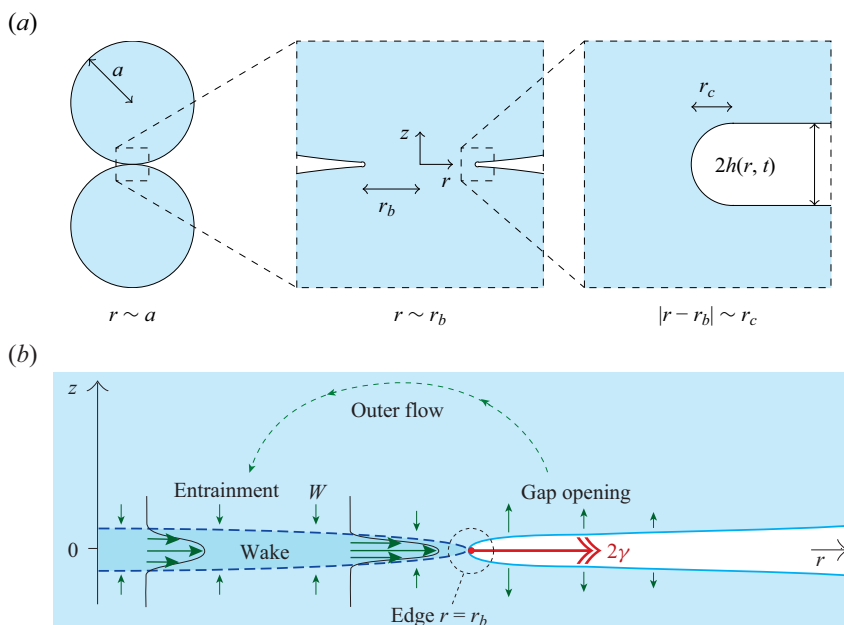 (a)
a
z
r
r_b
r_c
2h(r, t)
r ∼ a
r ∼ r_b
|r − r_b| ∼ r_c
(b)
z
Outer flow
Entrainment
W
Gap opening
0
Wake
2γ
r
Edge r = r_b